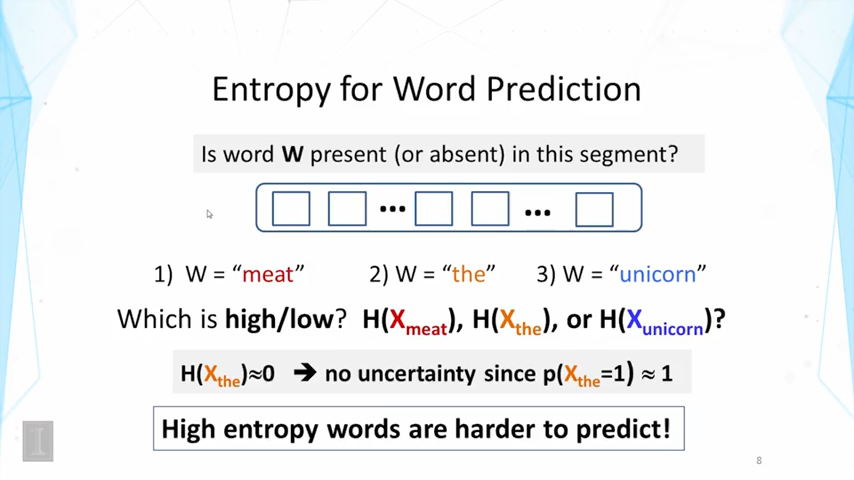 Entropy for Word Prediction
Is word W present (or absent) in this segment?
... ...
1) W = “meat” 2) W = “the” 3) W = “unicorn”
Which is high/low? H(Xmeat), H(Xthe), or H(Xunicorn)?
H(Xthe)≈0 ➔ no uncertainty since p(Xthe=1) ≈ 1
High entropy words are harder to predict!
I
8